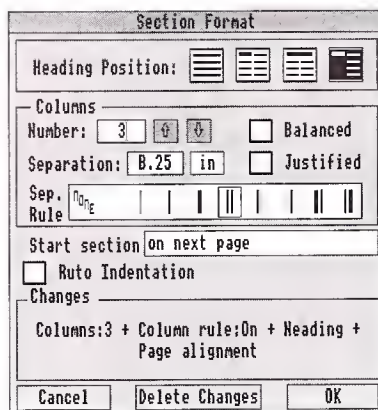 Section Format
Heading Position:
Columns
Number: 3 Balanced
Separation: 0.25 in Justified
Sep. Rule None
Start section on next page
Auto Indentation
Changes
Columns:3 + Column rule:On + Heading +
Page alignment
Cancel Delete Changes OK